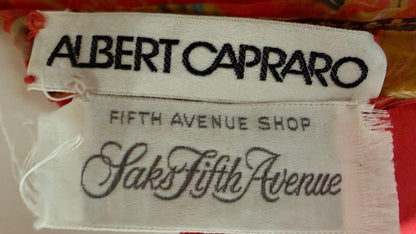 ALBERT CAPRARO
FIFTH AVENUE SHOP
Saks Fifth Avenue